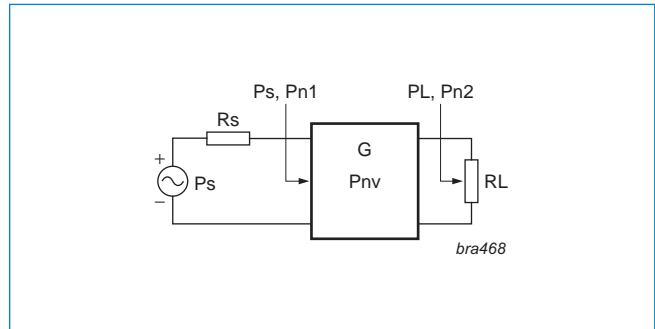 Ps, Pn1
PL, Pn2
Rs
G
+
Ps
Pnv
RL
–
bra468